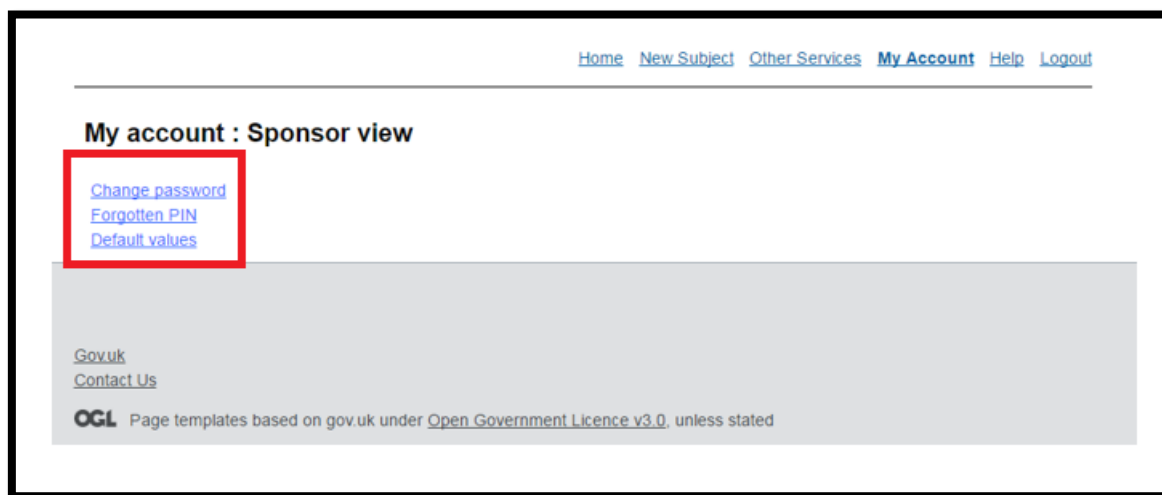 Home New Subject Other Services My Account Help Logout
My account : Sponsor view
Change password
Forgotten PIN
Default values
Gov.uk
Contact Us
OGL Page templates based on gov.uk under Open Government Licence v3.0, unless stated